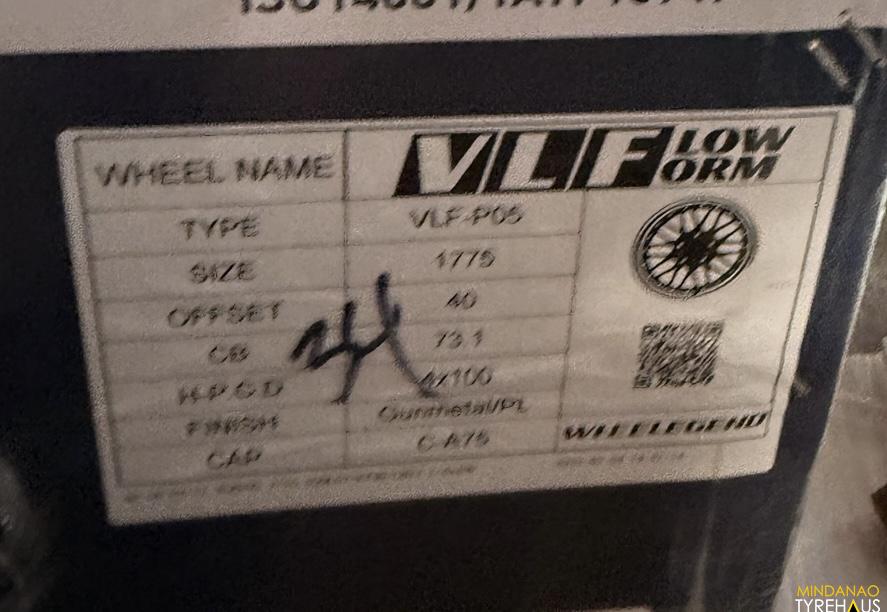 WHEEL NAME VLF FLOW FORM
TYPE VLF-P05
SIZE 1775
OFFSET 40
CB 73.1
H.P.C.D 4x100
FINISH Gunmetal/PL
CAP C-A75
WHEELEGEND
MINDANAO
TYREHAUS